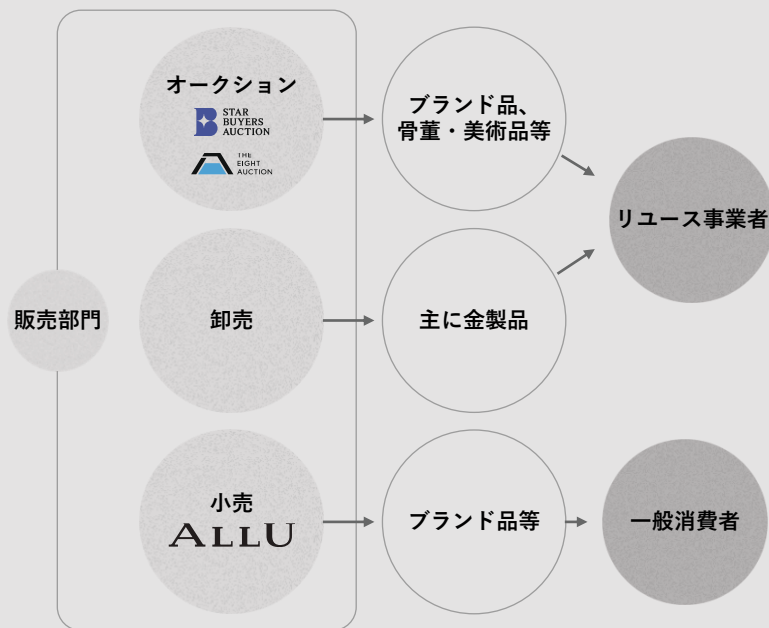 オークション
STAR
BUYERS
AUCTION
THE
EIGHT
AUCTION
ブランド品、
骨董・美術品等
リユース事業者
販売部門
卸売
主に金製品
小売
ALLU
ブランド品等
一般消費者